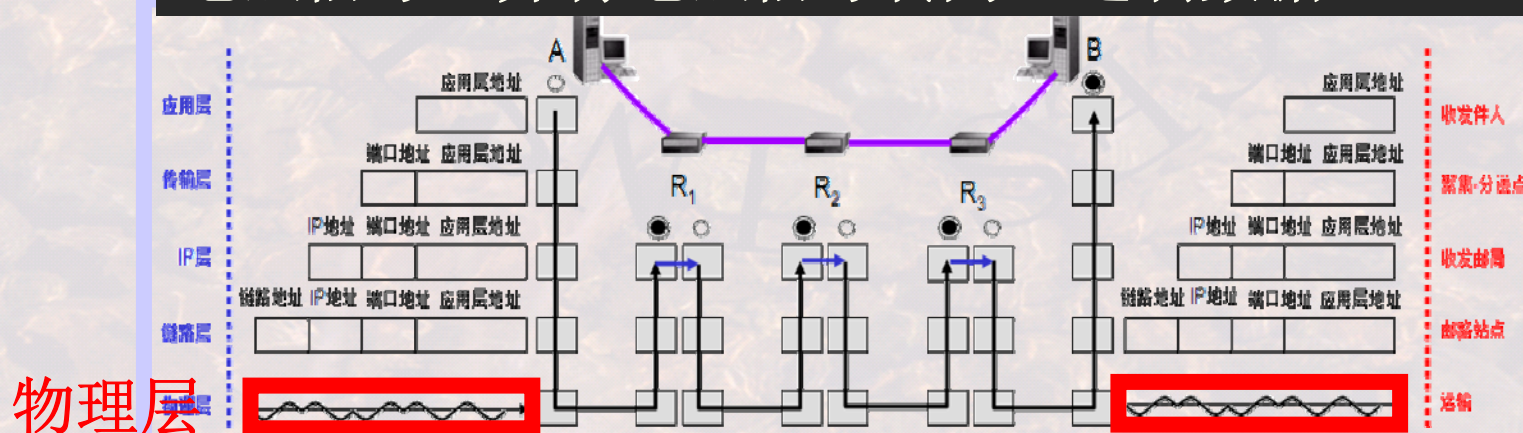 A B
应用层地址 应用层地址
应用层 收发件人
端口地址 应用层地址 端口地址 应用层地址
传输层 R1 R2 R3 聚集-分送点
IP地址 端口地址 应用层地址 IP地址 端口地址 应用层地址
IP层 收发邮局
链路地址 IP地址 端口地址 应用层地址 链路地址 IP地址 端口地址 应用层地址
链路层 邮路站点
物理层 运输